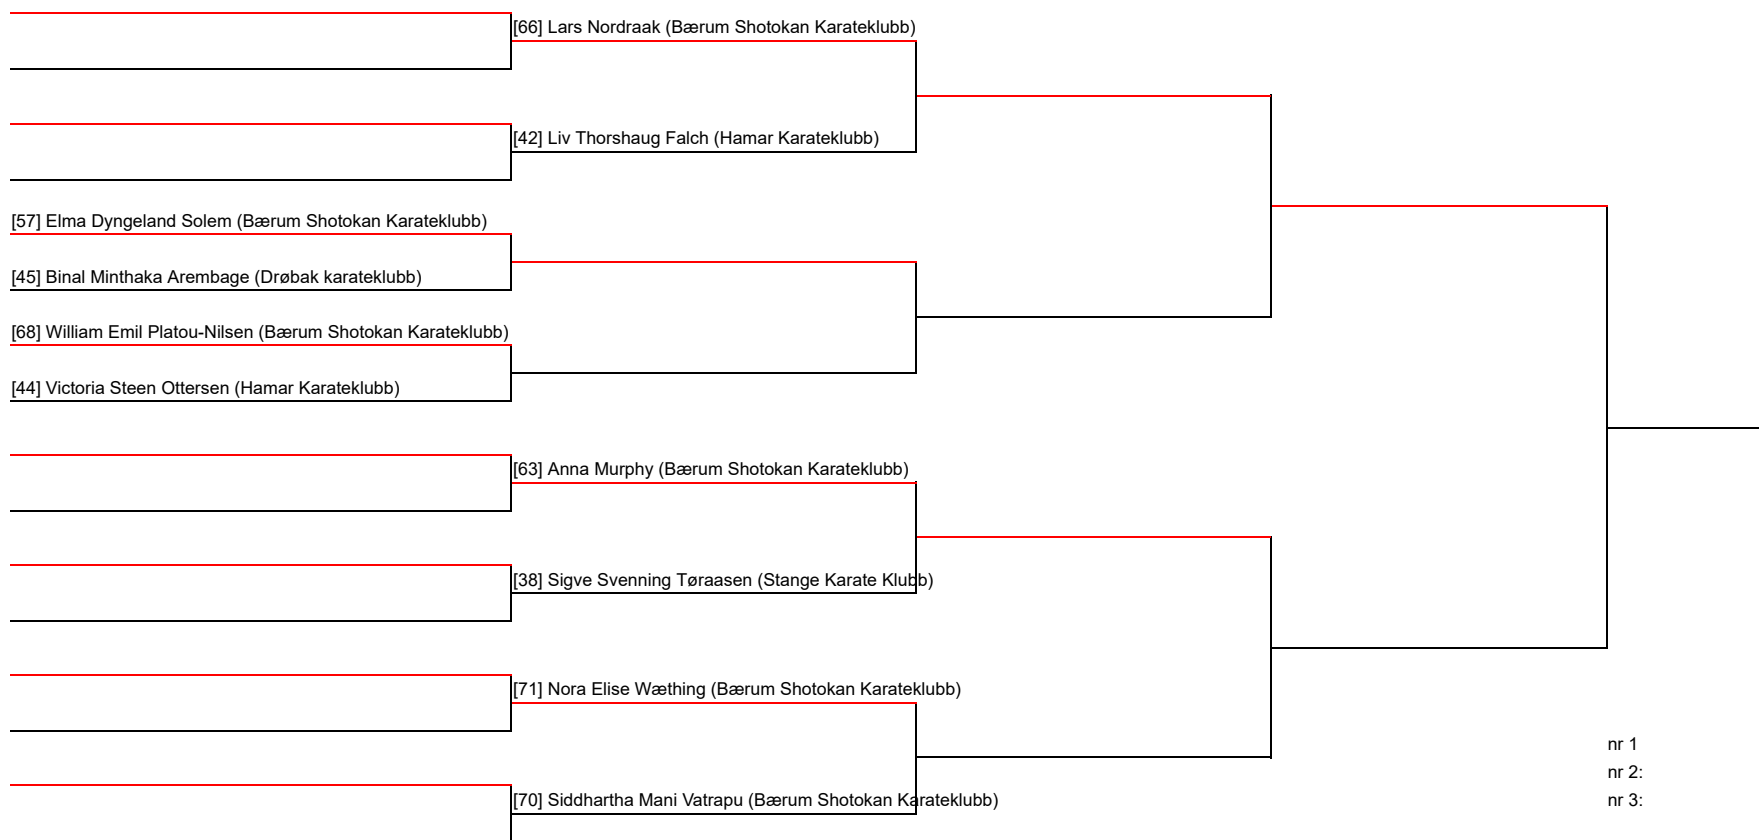 [66] Lars Nordraak (Bærum Shotokan Karateklubb)
[42] Liv Thorshaug Falch (Hamar Karateklubb)
[57] Elma Dyngeland Solem (Bærum Shotokan Karateklubb)
[45] Binal Minthaka Arembage (Drøbak karateklubb)
[68] William Emil Platou-Nilsen (Bærum Shotokan Karateklubb)
[44] Victoria Steen Ottersen (Hamar Karateklubb)
[63] Anna Murphy (Bærum Shotokan Karateklubb)
[38] Sigve Svenning Tøraasen (Stange Karate Klubb)
[71] Nora Elise Wæthing (Bærum Shotokan Karateklubb)
[70] Siddhartha Mani Vatrapu (Bærum Shotokan Karateklubb)
nr 1
nr 2:
nr 3: